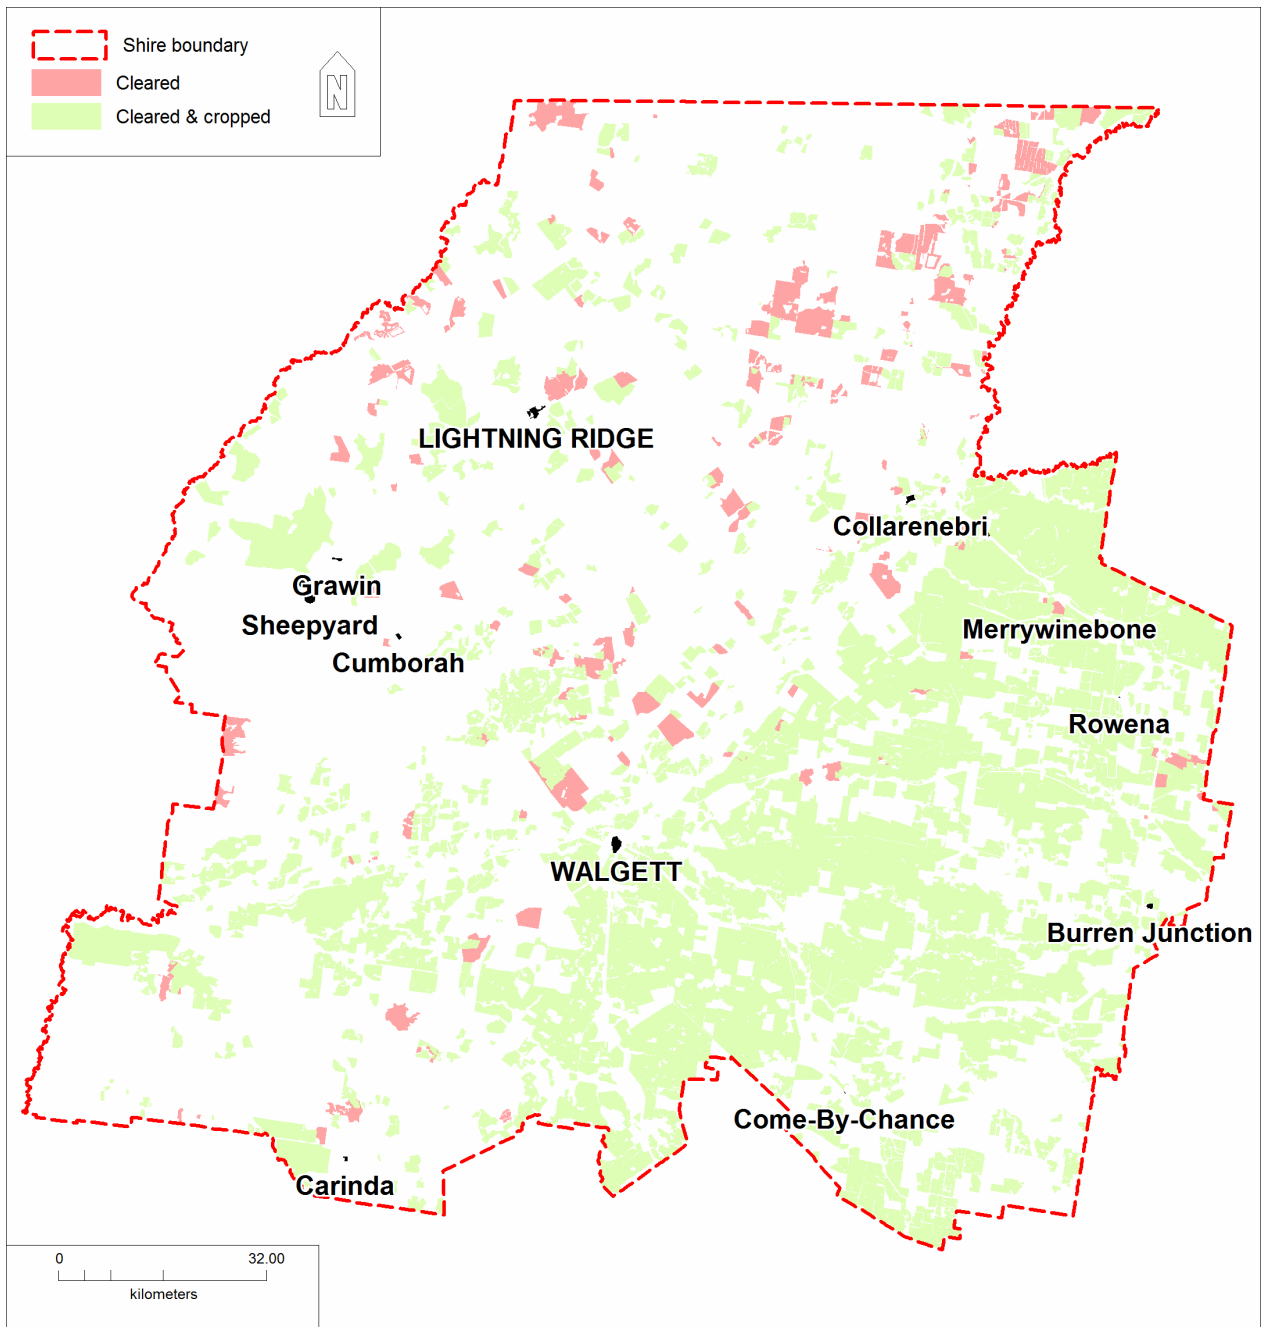 Shire boundary
Cleared
Cleared & cropped
N
LIGHTNING RIDGE
Collarenebri
Grawin
Sheepyard
Merrywinebone
Cumborah
Rowena
WALGETT
Burren Junction
Come-By-Chance
Carinda
0 32.00
kilometers